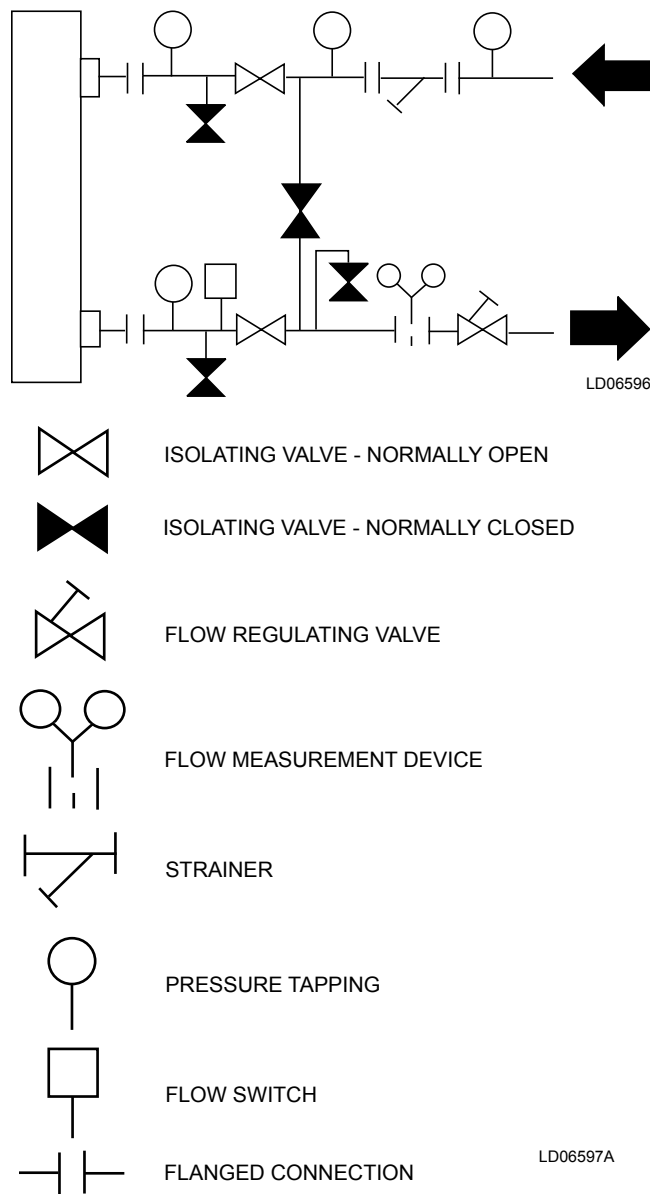 LD06596
ISOLATING VALVE - NORMALLY OPEN
ISOLATING VALVE - NORMALLY CLOSED
FLOW REGULATING VALVE
FLOW MEASUREMENT DEVICE
STRAINER
PRESSURE TAPPING
FLOW SWITCH
LD06597A
FLANGED CONNECTION